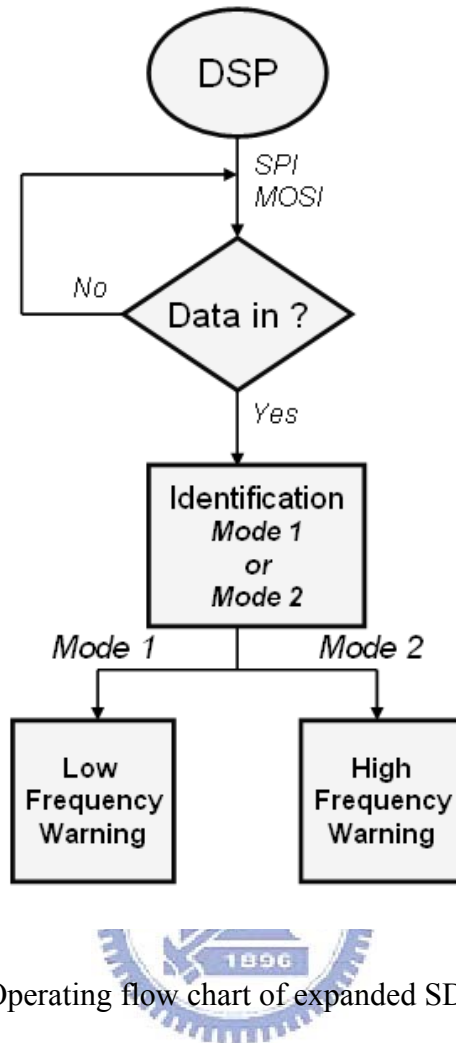 DSP
SPI
MOSI
No
Data in ?
Yes
Identification
Mode 1
or
Mode 2
Mode 1
Mode 2
Low
Frequency
Warning
High
Frequency
Warning
1896
Operating flow chart of expanded SD